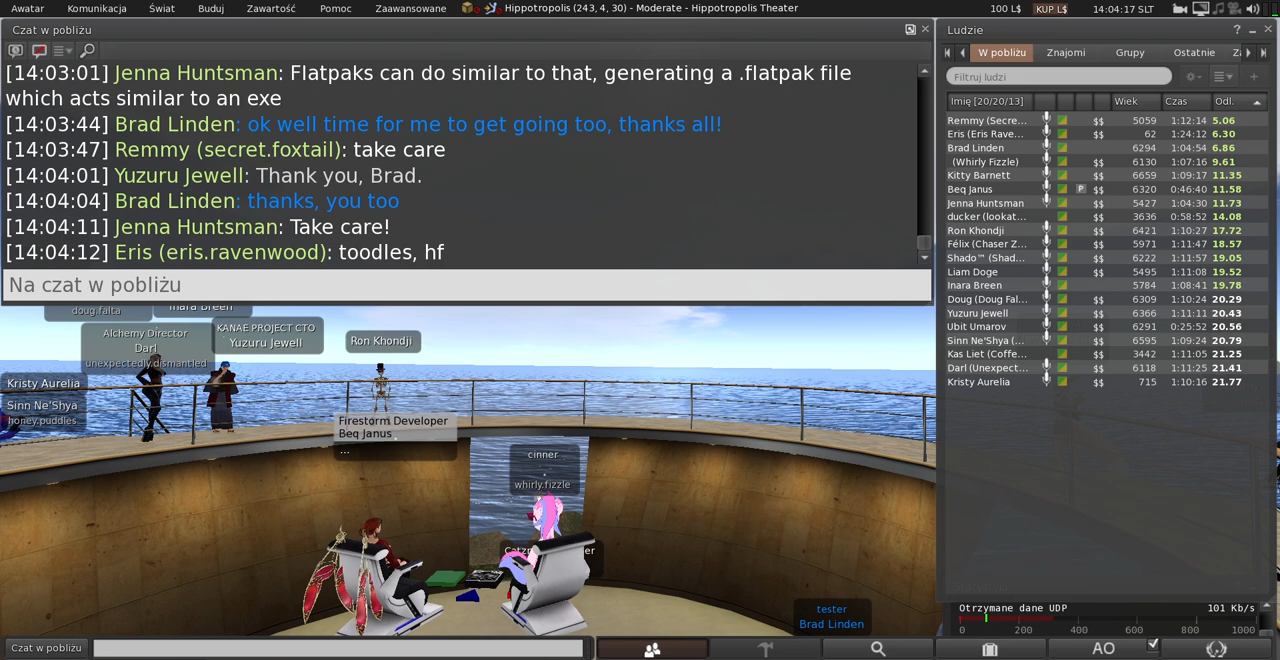 Awatar Komunikacja Świat Buduj Zawartość Pomoc Zaawansowane Hippotropolis (243, 4, 30) - Moderate - Hippotropolis Theater 100 L$ KUP L$ 14:04:17 SLT
Czat w pobliżu
[14:03:01] Jenna Huntsman: Flatpaks can do similar to that, generating a .flatpak file
which acts similar to an exe
[14:03:44] Brad Linden: ok well time for me to get going too, thanks all!
[14:03:47] Remmy (secret.foxtail): take care
[14:04:01] Yuzuru Jewell: Thank you, Brad.
[14:04:04] Brad Linden: thanks, you too
[14:04:11] Jenna Huntsman: Take care!
[14:04:12] Eris (eris.ravenwood): toodles, hf
Na czat w pobliżu
doug.falta
Inara Breen
Alchemy Director
Darl
unexpectedly.dismantled
KANAE PROJECT CTO
Yuzuru Jewell
Ron Khondji
Kristy Aurelia
Sinn Ne'Shya
honey.puddles
Firestorm Developer
Beq Janus
...
cinner
whirly.fizzle
tester
Brad Linden
Ludzie
W pobliżu Znajomi Grupy Ostatnie
Filtruj ludzi
Imię [20/20/13] Wiek Czas Odl.
Remmy (Secre... $$ 5059 1:12:14 5.06
Eris (Eris Rave... $$ 62 1:24:12 6.30
Brad Linden 6294 1:04:54 6.86
(Whirly Fizzle) $$ 6130 1:07:16 9.61
Kitty Barnett $$ 6659 1:09:17 11.35
Beq Janus P $$ 6320 0:46:40 11.58
Jenna Huntsman $$ 5427 1:04:30 11.73
ducker (lookat... $$ 3636 0:58:52 14.08
Ron Khondji $$ 6421 1:10:27 17.72
Félix (Chaser Z... $$ 5971 1:11:47 18.57
Shado™ (Shad... $$ 6222 1:11:57 19.05
Liam Doge $$ 5495 1:11:08 19.52
Inara Breen 5784 1:08:41 19.78
Doug (Doug Fal... $$ 6309 1:10:24 20.29
Yuzuru Jewell $$ 6366 1:11:11 20.43
Ubit Umarov $$ 6291 0:25:52 20.56
Sinn Ne'Shya (... $$ 6595 1:09:24 20.79
Kas Liet (Coffe... $$ 3442 1:11:05 21.25
Darl (Unexpect... $$ 6118 1:11:25 21.41
Kristy Aurelia $$ 715 1:10:16 21.77
Otrzymane dane UDP 101 Kb/s
0 200 400 600 800 1000
Czat w pobliżu
AO